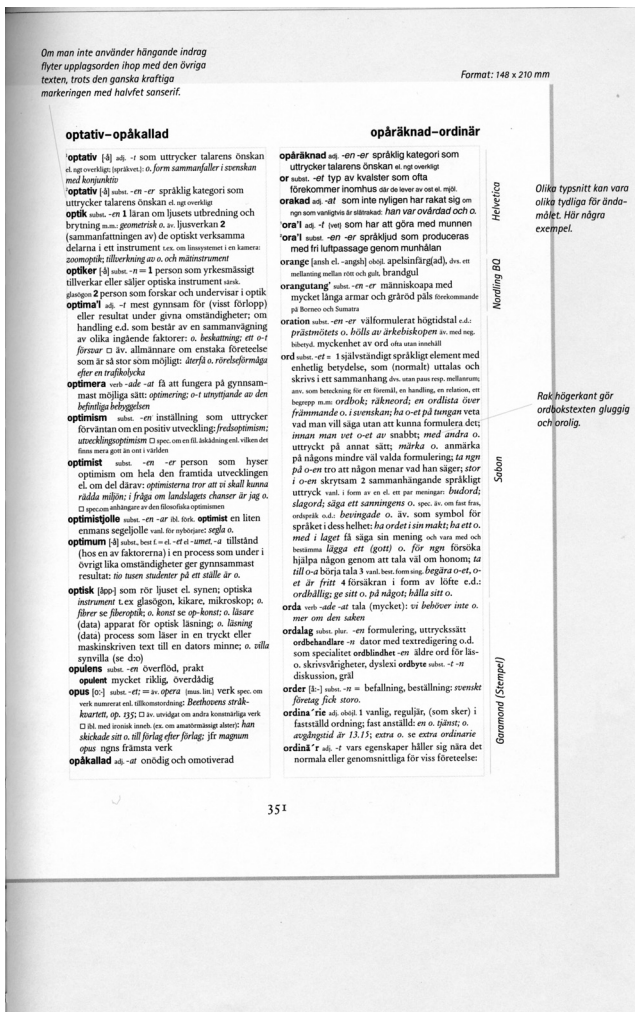 Om man inte använder hängande indrag
flyter upplagsorden ihop med den övriga
texten, trots den ganska kraftiga
markeringen med halvfet sanserif.
Format: 148 x 210 mm
optativ–opåkallad
¹optativ [-å] adj. -t som uttrycker talarens önskan
el. ngt overkligt; [språkvet.]: o. form sammanfaller i svenskan
med konjunktiv
²optativ [-å] subst. -en -er språklig kategori som
uttrycker talarens önskan el. ngt overkligt
optik subst. -en 1 läran om ljusets utbredning och
brytning m.m.: geometrisk o. äv. ljusverkan 2
(sammanfattningen av) de optiskt verksamma
delarna i ett instrument t.ex. om linssystemet i en kamera:
zoomoptik; tillverkning av o. och mätinstrument
optiker [-å] subst. -n = 1 person som yrkesmässigt
tillverkar eller säljer optiska instrument särsk.
glasögon 2 person som forskar och undervisar i optik
optima'l adj. -t mest gynnsam för (visst förlopp)
eller resultat under givna omständigheter; om
handling e.d. som består av en sammanvägning
av olika ingående faktorer: o. beskattning; ett o-t
försvar □ äv. allmännare om enstaka företeelse
som är så stor som möjligt: återfå o. rörelseförmåga
efter en trafikolycka
optimera verb -ade -at få att fungera på gynnsam-
mast möjliga sätt: optimering; o-t utnyttjande av den
befintliga bebyggelsen
optimism subst. -en inställning som uttrycker
förväntan om en positiv utveckling: fredsoptimism;
utvecklingsoptimism □ spec. om en fil. åskådning enl. vilken det
finns mera gott än ont i världen
optimist subst. -en -er person som hyser
optimism om hela den framtida utvecklingen
el. om del därav: optimisterna tror att vi skall kunna
rädda miljön; i fråga om landslagets chanser är jag o.
□ spec.om anhängare av den filosofiska optimismen
optimistjolle subst. -en -ar ibl. förk. optimist en liten
enmans segeljolle vanl. för nybörjare: segla o.
optimum [-å] subst., best f. = el. -et el -umet, -a tillstånd
(hos en av faktorerna) i en process som under i
övrigt lika omständigheter ger gynnsammast
resultat: tio tusen studenter på ett ställe är o.
optisk [åpp-] som rör ljuset el. synen; optiska
instrument t.ex glasögon, kikare, mikroskop; o.
fibrer se fiberoptik; o. konst se op-konst; o. läsare
(data) apparat för optisk läsning; o. läsning
(data) process som läser in en tryckt eller
maskinskriven text till en dators minne; o. villa
synvilla (se d:o)
opulens subst. -en överflöd, prakt
opulent mycket riklig, överdådig
opus [o:-] subst. -et; = äv. opera [mus. litt.] verk spec. om
verk numrerat enl. tillkomstordning: Beethovens stråk-
kvartett, op. 135; □ äv. utvidgat om andra konstnärliga verk
□ ibl. med ironisk inneb. (ex. om amatörmässigt alster): han
skickade sitt o. till förlag efter förlag; jfr magnum
opus ngns främsta verk
opåkallad adj. -at onödig och omotiverad
opåräknad–ordinär
opåräknad adj. -en -er språklig kategori som
uttrycker talarens önskan el. ngt overkligt
or subst. -et typ av kvalster som ofta
förekommer inomhus där de lever av ost el. mjöl.
orakad adj. -at som inte nyligen har rakat sig om
ngn som vanligtvis är slätrakad: han var ovårdad och o.
¹ora'l adj. -t [vet] som har att göra med munnen
²ora'l subst. -en -er språkljud som produceras
med fri luftpassage genom munhålan
orange [ansh el. -angsh] oböjl. apelsinfärg(ad), dvs. ett
mellanting mellan rött och gult, brandgul
orangutang' subst. -en -er människoapa med
mycket långa armar och gråröd päls förekommande
på Borneo och Sumatra
oration subst. -en -er välformulerat högtidstal e.d.:
prästmötets o. hölls av ärkebiskopen äv. med neg.
bibetyd. myckenhet av ord ofta utan innehåll
ord subst. -et = 1 självständigt språkligt element med
enhetlig betydelse, som (normalt) uttalas och
skrivs i ett sammanhang dvs. utan paus resp. mellanrum;
anv. som beteckning för ett föremål, en handling, en relation, ett
begrepp m.m: ordbok; räkneord; en ordlista över
främmande o. i svenskan; ha o-et på tungan veta
vad man vill säga utan att kunna formulera det;
innan man vet o-et av snabbt; med andra o.
uttryckt på annat sätt; märka o. anmärka
på någons mindre väl valda formulering; ta ngn
på o-en tro att någon menar vad han säger; stor
i o-en skrytsam 2 sammanhängande språkligt
uttryck vanl. i form av en el. ett par meningar: budord;
slagord; säga ett sanningens o. spec. äv. om fast fras,
ordspråk o.d.: bevingade o. äv. som symbol för
språket i dess helhet: ha ordet i sin makt; ha ett o.
med i laget få säga sin mening och vara med och
bestämma lägga ett (gott) o. för ngn försöka
hjälpa någon genom att tala väl om honom; ta
till o-a börja tala 3 vanl. best. form sing. begära o-et, o-
et är fritt 4 försäkran i form av löfte e.d.:
ordhållig; ge sitt o. på något; hålla sitt o.
orda verb -ade -at tala (mycket): vi behöver inte o.
mer om den saken
ordalag subst. plur. -en formulering, uttryckssätt
ordbehandlare -n dator med textredigering o.d.
som specialitet ordblindhet -en äldre ord för läs-
o. skrivsvårigheter, dyslexi ordbyte subst. -t -n
diskussion, gräl
order [å:-] subst. -n = befallning, beställning: svenskt
företag fick storo.
ordina´rie adj. oböjl. 1 vanlig, reguljär, (som sker) i
fastställd ordning; fast anställd: en o. tjänst; o.
avgångstid är 13.15; extra o. se extra ordinarie
ordinä´r adj. -t vars egenskaper håller sig nära det
normala eller genomsnittliga för viss företeelse:
Helvetica
Nordling BQ
Sabon
Garamond (Stempel)
Olika typsnitt kan vara
olika tydliga för ända-
målet. Här några
exempel.
Rak högerkant gör
ordbokstexten gluggig
och orolig.
351